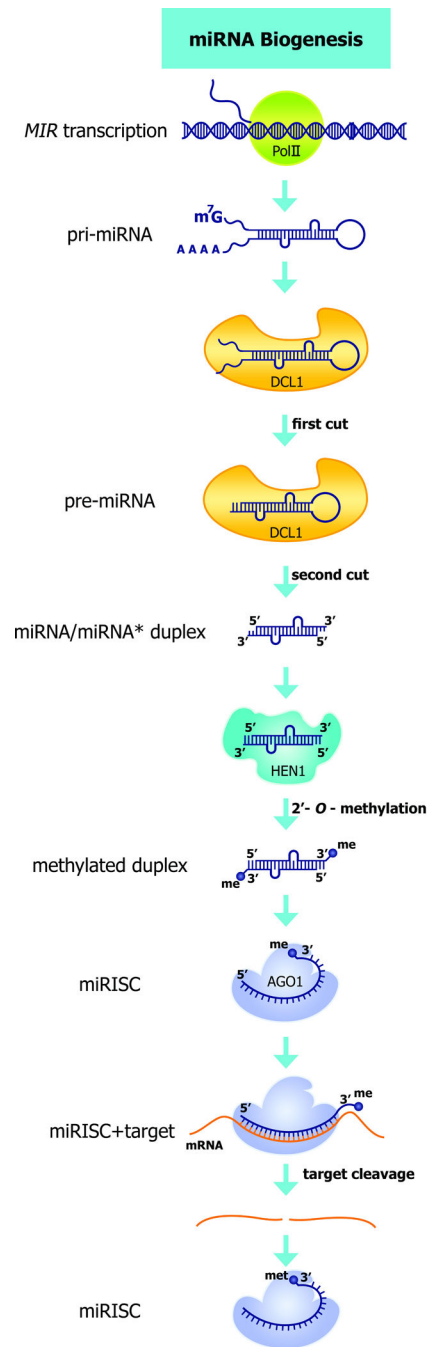 miRNA Biogenesis
MIR transcription
PolII
pri-miRNA
m7G
A A A A
DCL1
first cut
pre-miRNA
DCL1
second cut
miRNA/miRNA* duplex
5′ 3′
3′ 5′
5′ 3′
3′ 5′
HEN1
2′- O - methylation
methylated duplex
me
5′ 3′
me 3′ 5′
miRISC
me 3′
5′ AGO1
miRISC+target
5′ 3′ me
mRNA
target cleavage
miRISC
met 3′